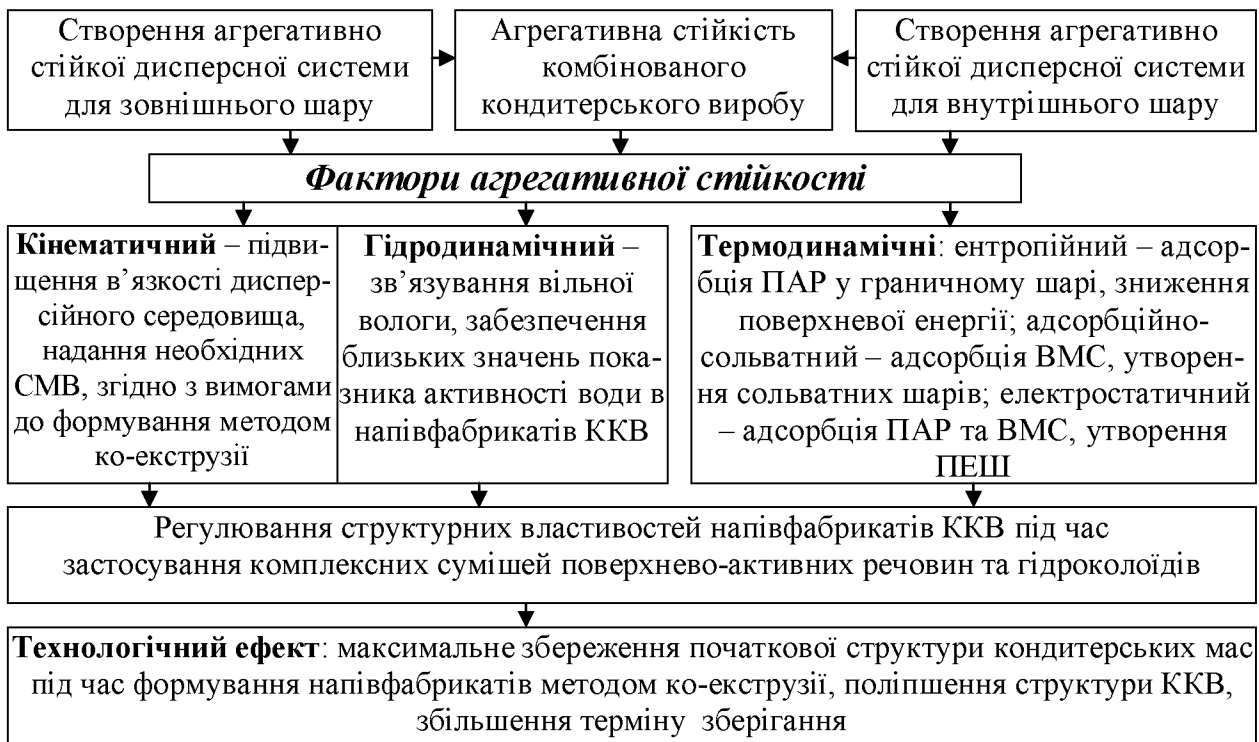 Створення агрегативно
стійкої дисперсної системи
для зовнішнього шару
Агрегативна стійкість
комбінованого
кондитерського виробу
Створення агрегативно
стійкої дисперсної системи
для внутрішнього шару
Фактори агрегативної стійкості
Кінематичний – підви-
щення в’язкості диспер-
сійного середовища,
надання необхідних
СМВ, згідно з вимогами
до формування методом
ко-екструзії
Гідродинамічний –
зв’язування вільної
вологи, забезпечення
близьких значень пока-
зника активності води в
напівфабрикатів ККВ
Термодинамічні: ентропійний – адсор-
бція ПАР у граничному шарі, зниження
поверхневої енергії; адсорбційно-
сольватний – адсорбція ВМС, утворен-
ня сольватних шарів; електростатичний
– адсорбція ПАР та ВМС, утворення
ПЕШ
Регулювання структурних властивостей напівфабрикатів ККВ під час
застосування комплексних сумішей поверхнево-активних речовин та гідроколоїдів
Технологічний ефект: максимальне збереження початкової структури кондитерських мас
під час формування напівфабрикатів методом ко-екструзії, поліпшення структури ККВ,
збільшення терміну зберігання